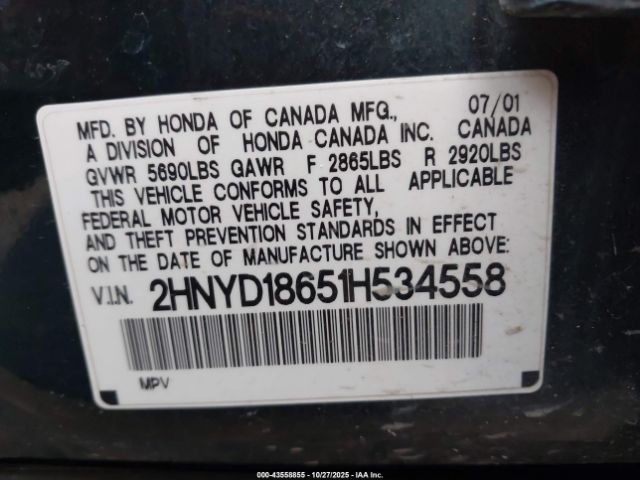 MFD. BY HONDA OF CANADA MFG., 07/01
A DIVISION OF HONDA CANADA INC. CANADA
GVWR 5690LBS GAWR F 2865LBS R 2920LBS
THIS VEHICLE CONFORMS TO ALL APPLICABLE
FEDERAL MOTOR VEHICLE SAFETY,
AND THEFT PREVENTION STANDARDS IN EFFECT
ON THE DATE OF MANUFACTURE SHOWN ABOVE:
V.I.N. 2HNYD18651H534558
MPV
000-43558855 - 10/27/2025 - IAA Inc.